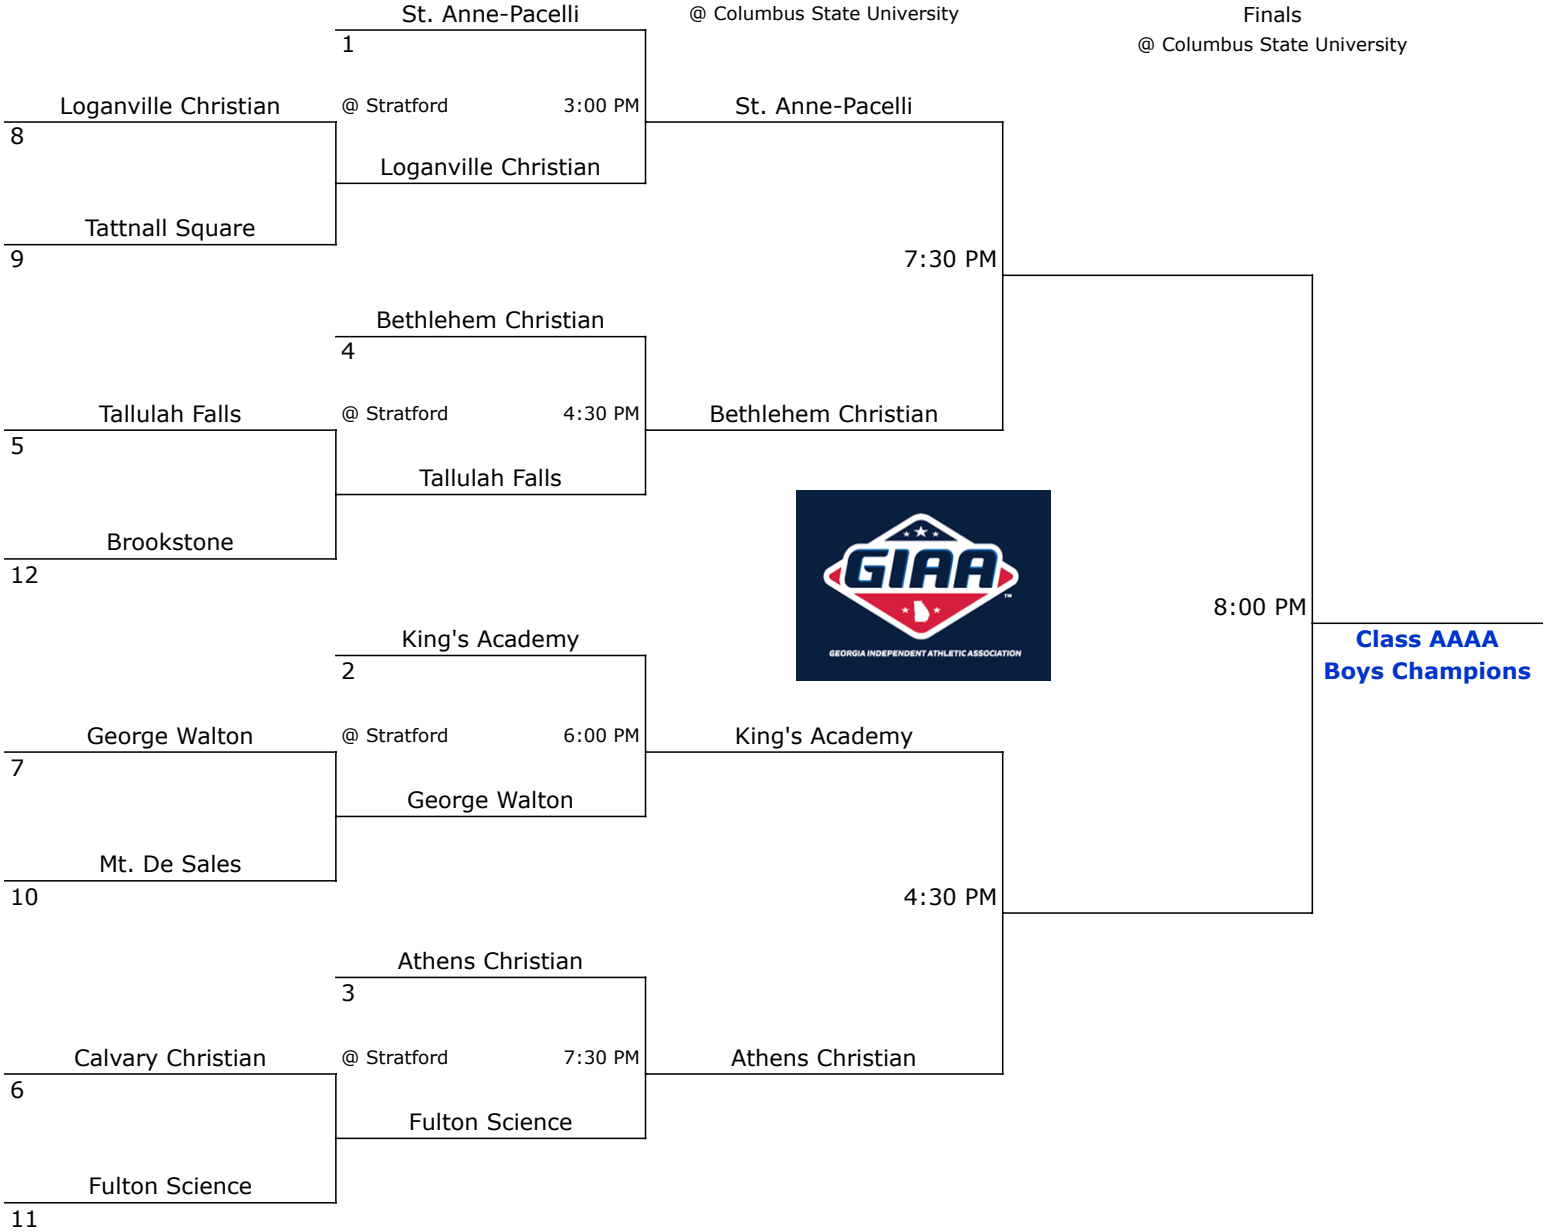 St. Anne-Pacelli
@ Columbus State University
Finals
@ Columbus State University
1
Loganville Christian
@ Stratford 3:00 PM
St. Anne-Pacelli
8
Loganville Christian
Tattnall Square
9
7:30 PM
Bethlehem Christian
4
Tallulah Falls
@ Stratford 4:30 PM
Bethlehem Christian
5
Tallulah Falls
Brookstone
12
GIAA
TM
GEORGIA INDEPENDENT ATHLETIC ASSOCIATION
8:00 PM
Class AAAA
Boys Champions
King's Academy
2
George Walton
@ Stratford 6:00 PM
King's Academy
7
George Walton
Mt. De Sales
10
4:30 PM
Athens Christian
3
Calvary Christian
@ Stratford 7:30 PM
Athens Christian
6
Fulton Science
Fulton Science
11